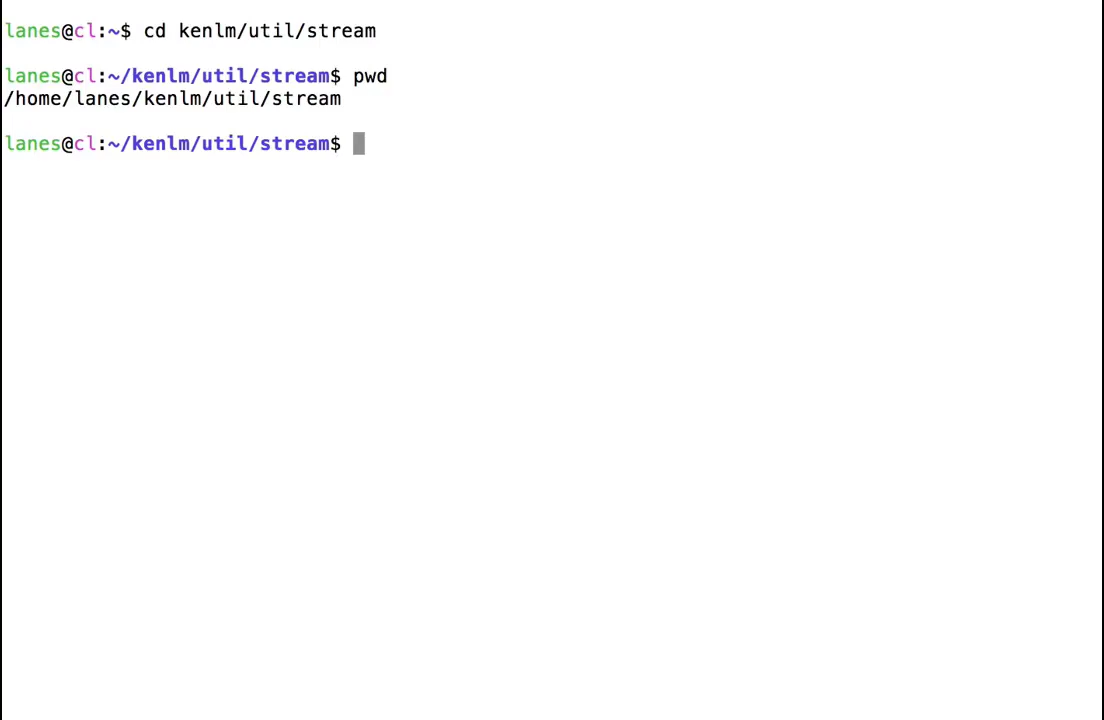 lanes@cl:~$ cd kenlm/util/stream
lanes@cl:~/kenlm/util/stream$ pwd
/home/lanes/kenlm/util/stream
lanes@cl:~/kenlm/util/stream$